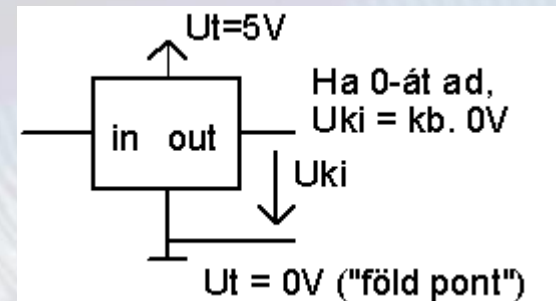 Ut=5V
Ha 0-át ad,
Uki = kb. 0V
in out
Uki
Ut = 0V ("föld pont")